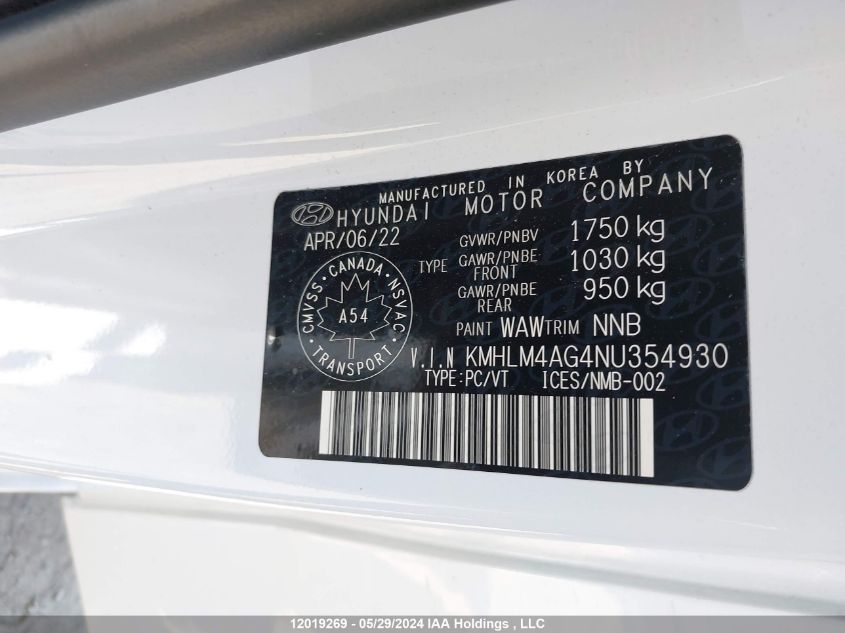 MANUFACTURED IN KOREA BY
HYUNDAI MOTOR COMPANY
APR/06/22
GVWR/PNBV 1750 kg
TYPE GAWR/PNBE FRONT 1030 kg
GAWR/PNBE REAR 950 kg
CMVSS · CANADA · NSVAC · TRANSPORT ·
A54
PAINT WAW TRIM NNB
V.I.N KMHLM4AG4NU354930
TYPE:PC/VT ICES/NMB-002
12019269 - 05/29/2024 IAA Holdings , LLC